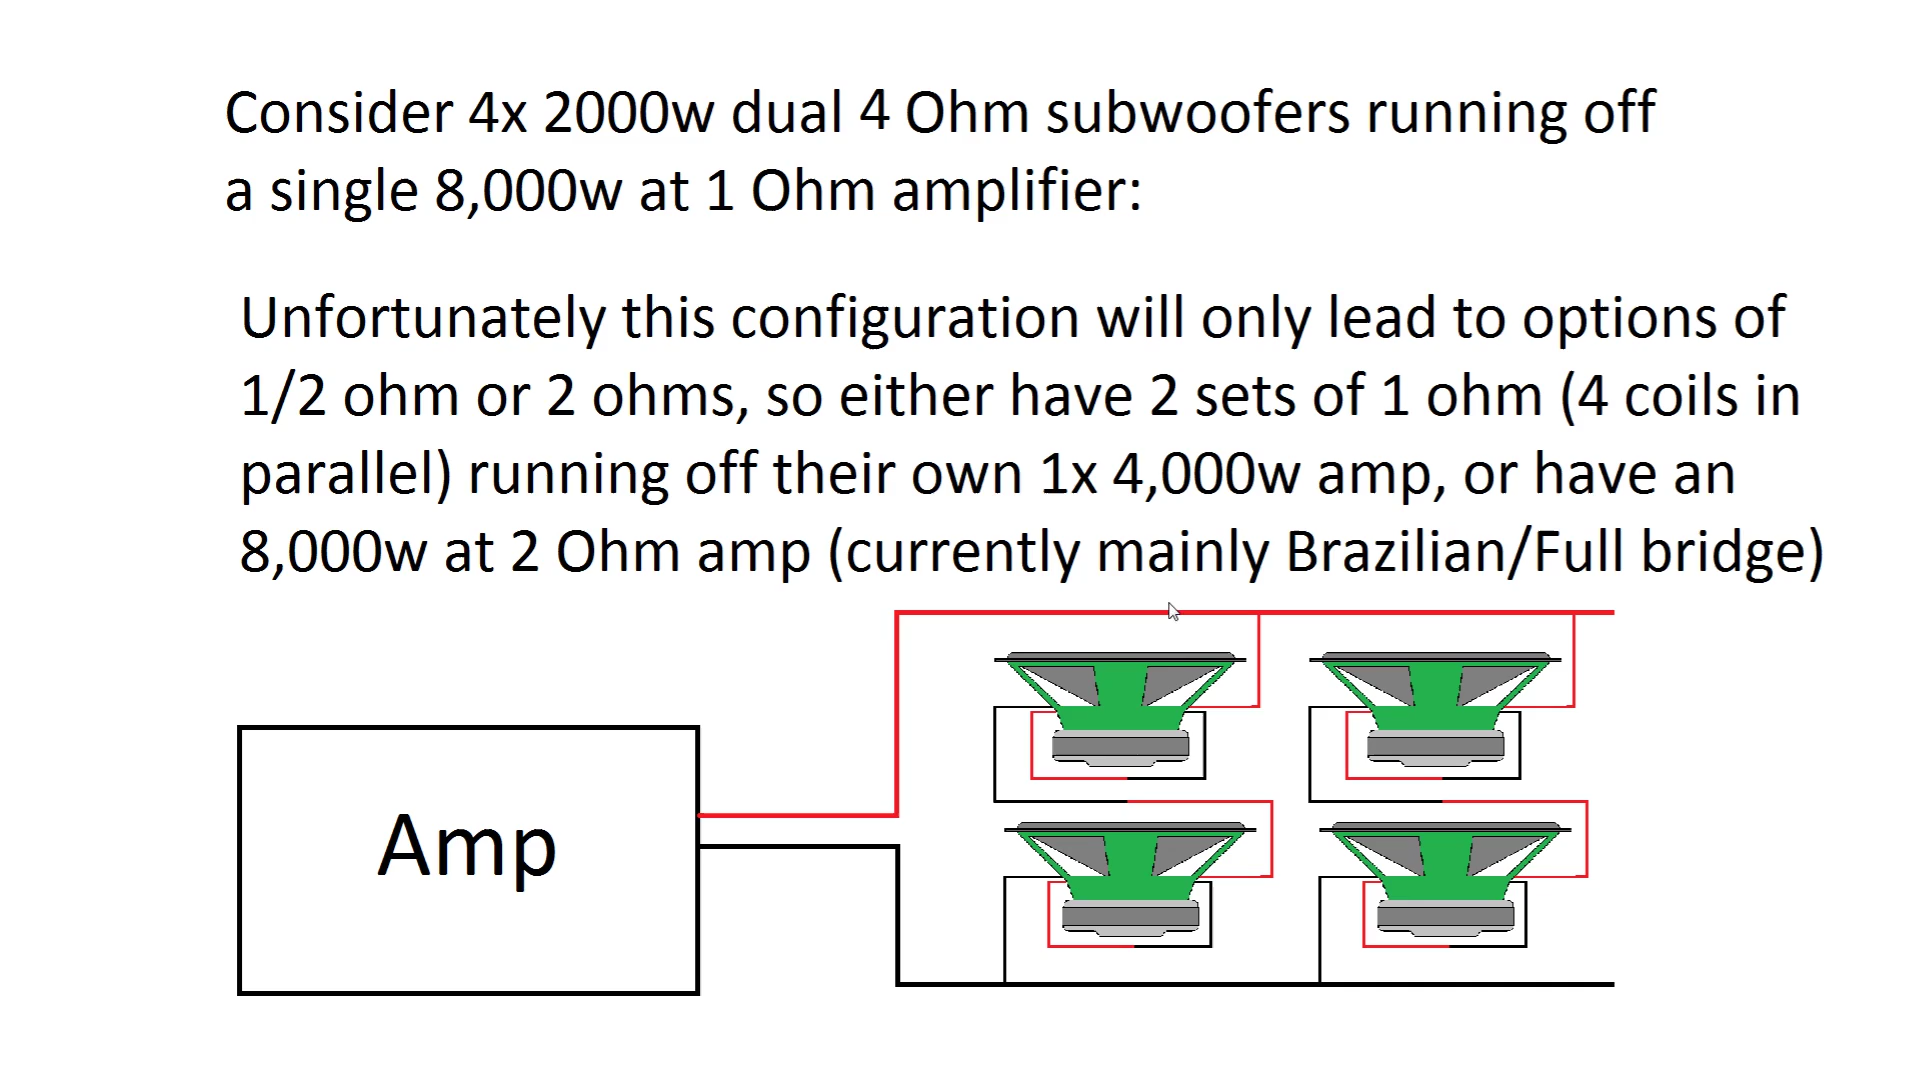 Consider 4x 2000w dual 4 Ohm subwoofers running off
a single 8,000w at 1 Ohm amplifier:
Unfortunately this configuration will only lead to options of
1/2 ohm or 2 ohms, so either have 2 sets of 1 ohm (4 coils in
parallel) running off their own 1x 4,000w amp, or have an
8,000w at 2 Ohm amp (currently mainly Brazilian/Full bridge)
Amp